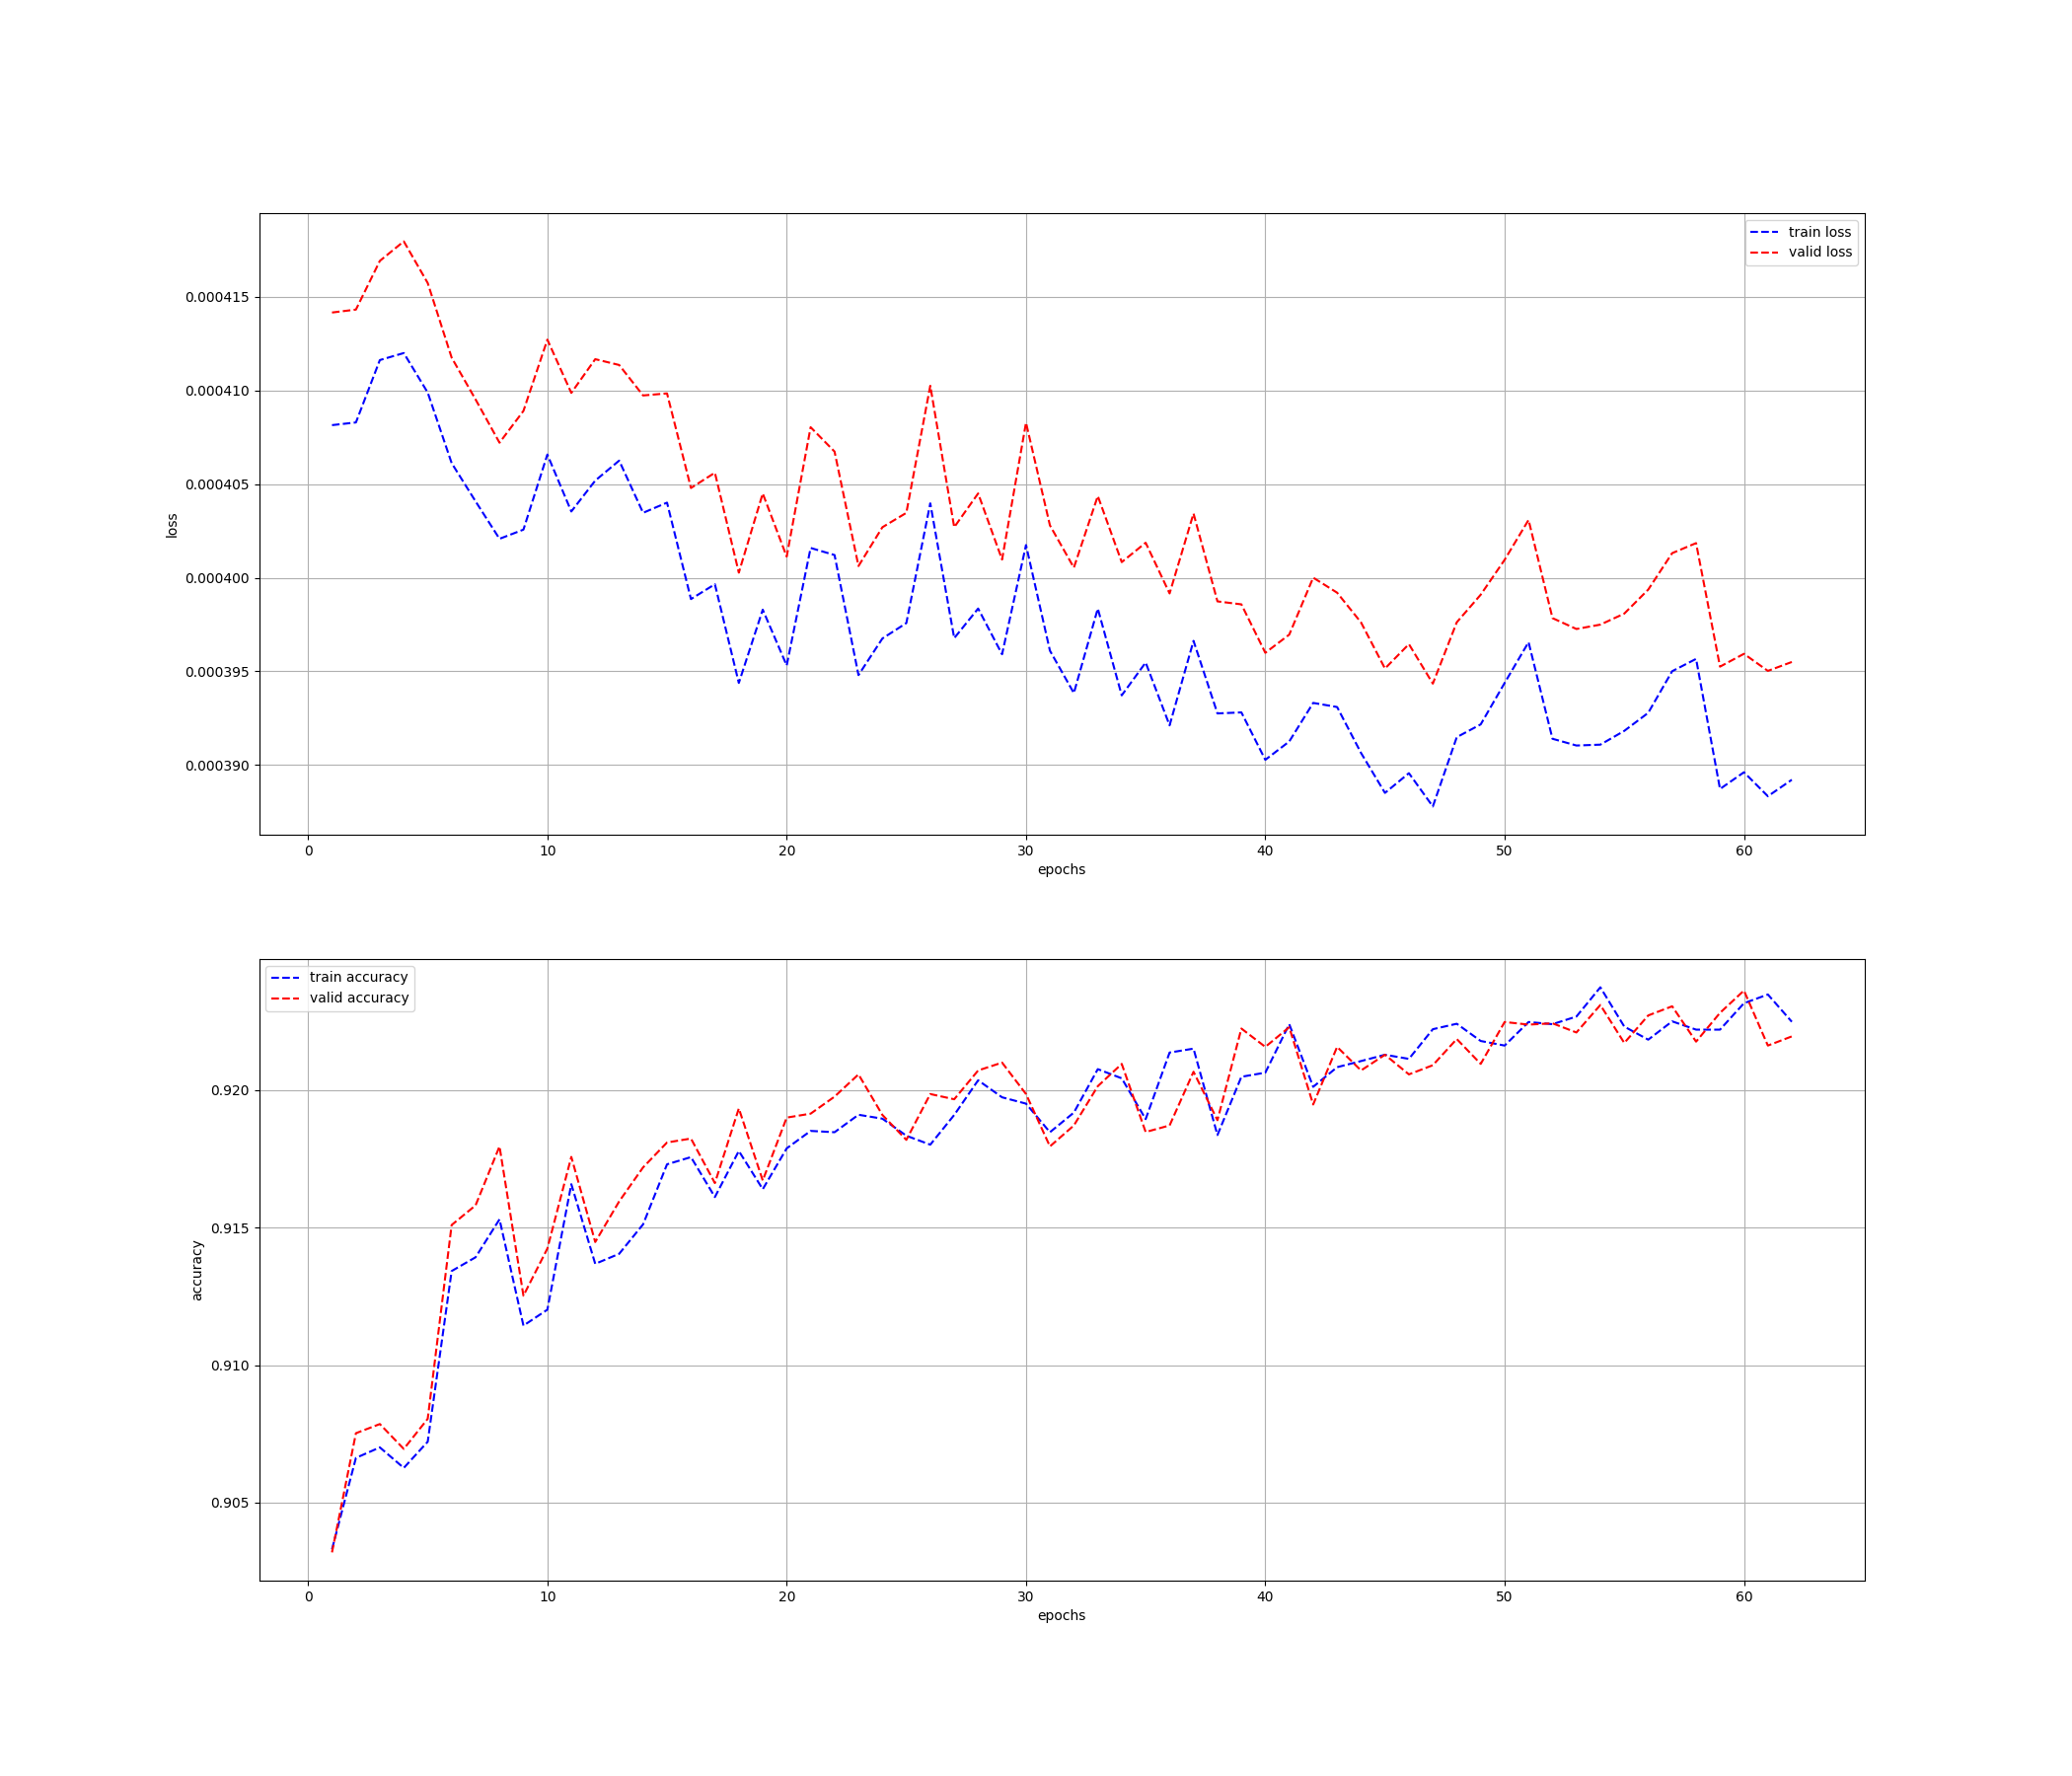 train loss
valid loss
0.000415
0.000410
0.000405
0.000400
0.000395
0.000390
loss
0 10 20 30 40 50 60
epochs
train accuracy
valid accuracy
0.920
0.915
0.910
0.905
accuracy
0 10 20 30 40 50 60
epochs